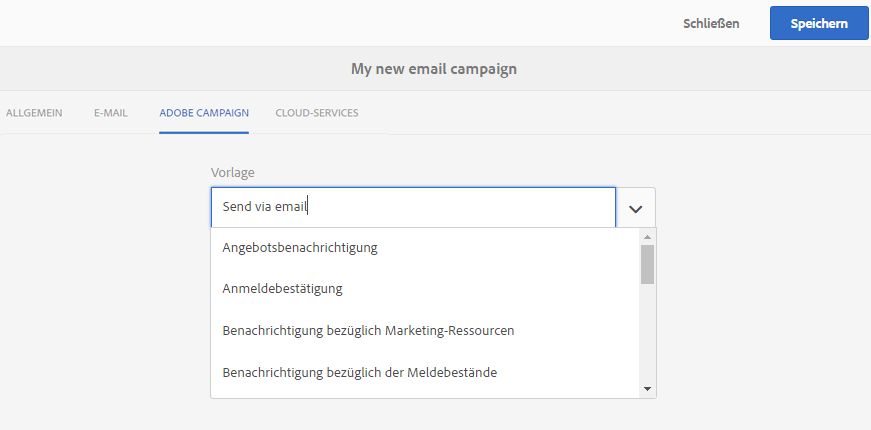 Schließen Speichern
My new email campaign
ALLGEMEIN E-MAIL ADOBE CAMPAIGN CLOUD-SERVICES
Vorlage
Send via email
Angebotsbenachrichtigung
Anmeldebestätigung
Benachrichtigung bezüglich Marketing-Ressourcen
Benachrichtigung bezüglich der Meldebestände